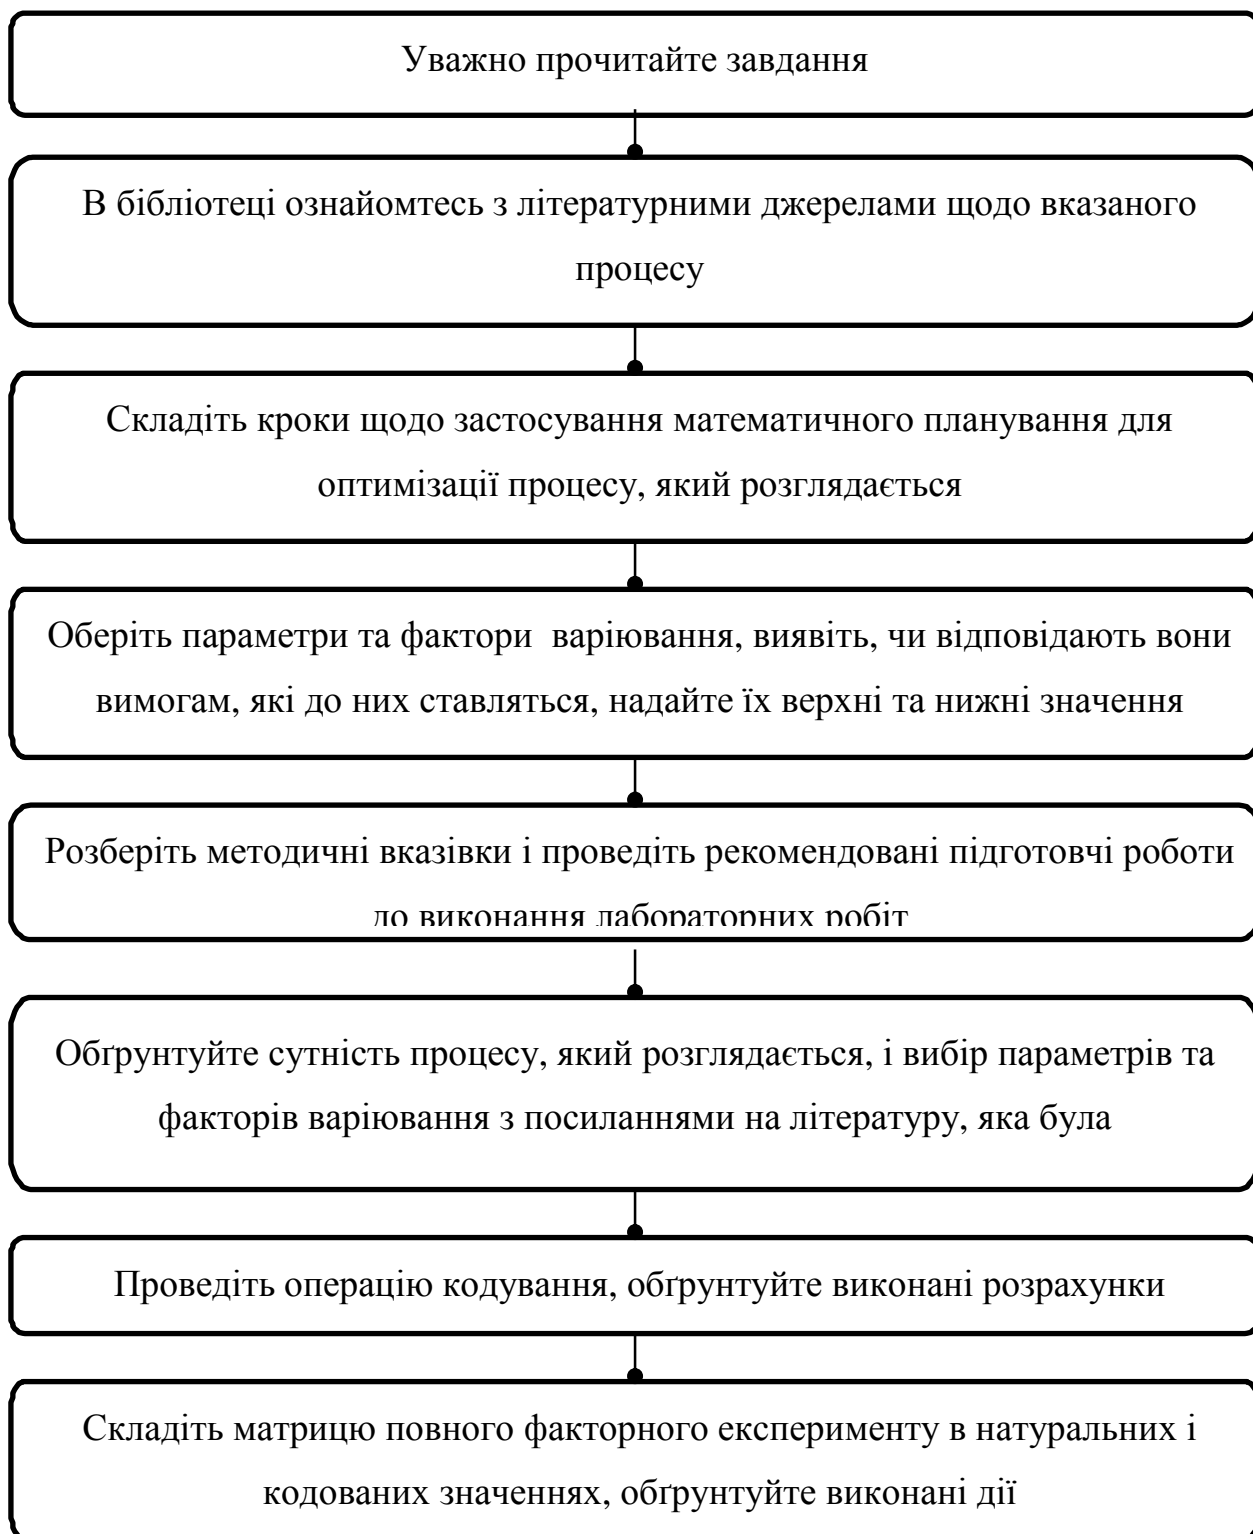 Уважно прочитайте завдання
В бібліотеці ознайомтесь з літературними джерелами щодо вказаного
процесу
Складіть кроки щодо застосування математичного планування для
оптимізації процесу, який розглядається
Оберіть параметри та фактори варіювання, виявіть, чи відповідають вони
вимогам, які до них ставляться, надайте їх верхні та нижні значення
Розберіть методичні вказівки і проведіть рекомендовані підготовчі роботи
до виконання лабораторних робіт
Обґрунтуйте сутність процесу, який розглядається, і вибір параметрів та
факторів варіювання з посиланнями на літературу, яка була
Проведіть операцію кодування, обґрунтуйте виконані розрахунки
Складіть матрицю повного факторного експерименту в натуральних і
кодованих значеннях, обґрунтуйте виконані дії